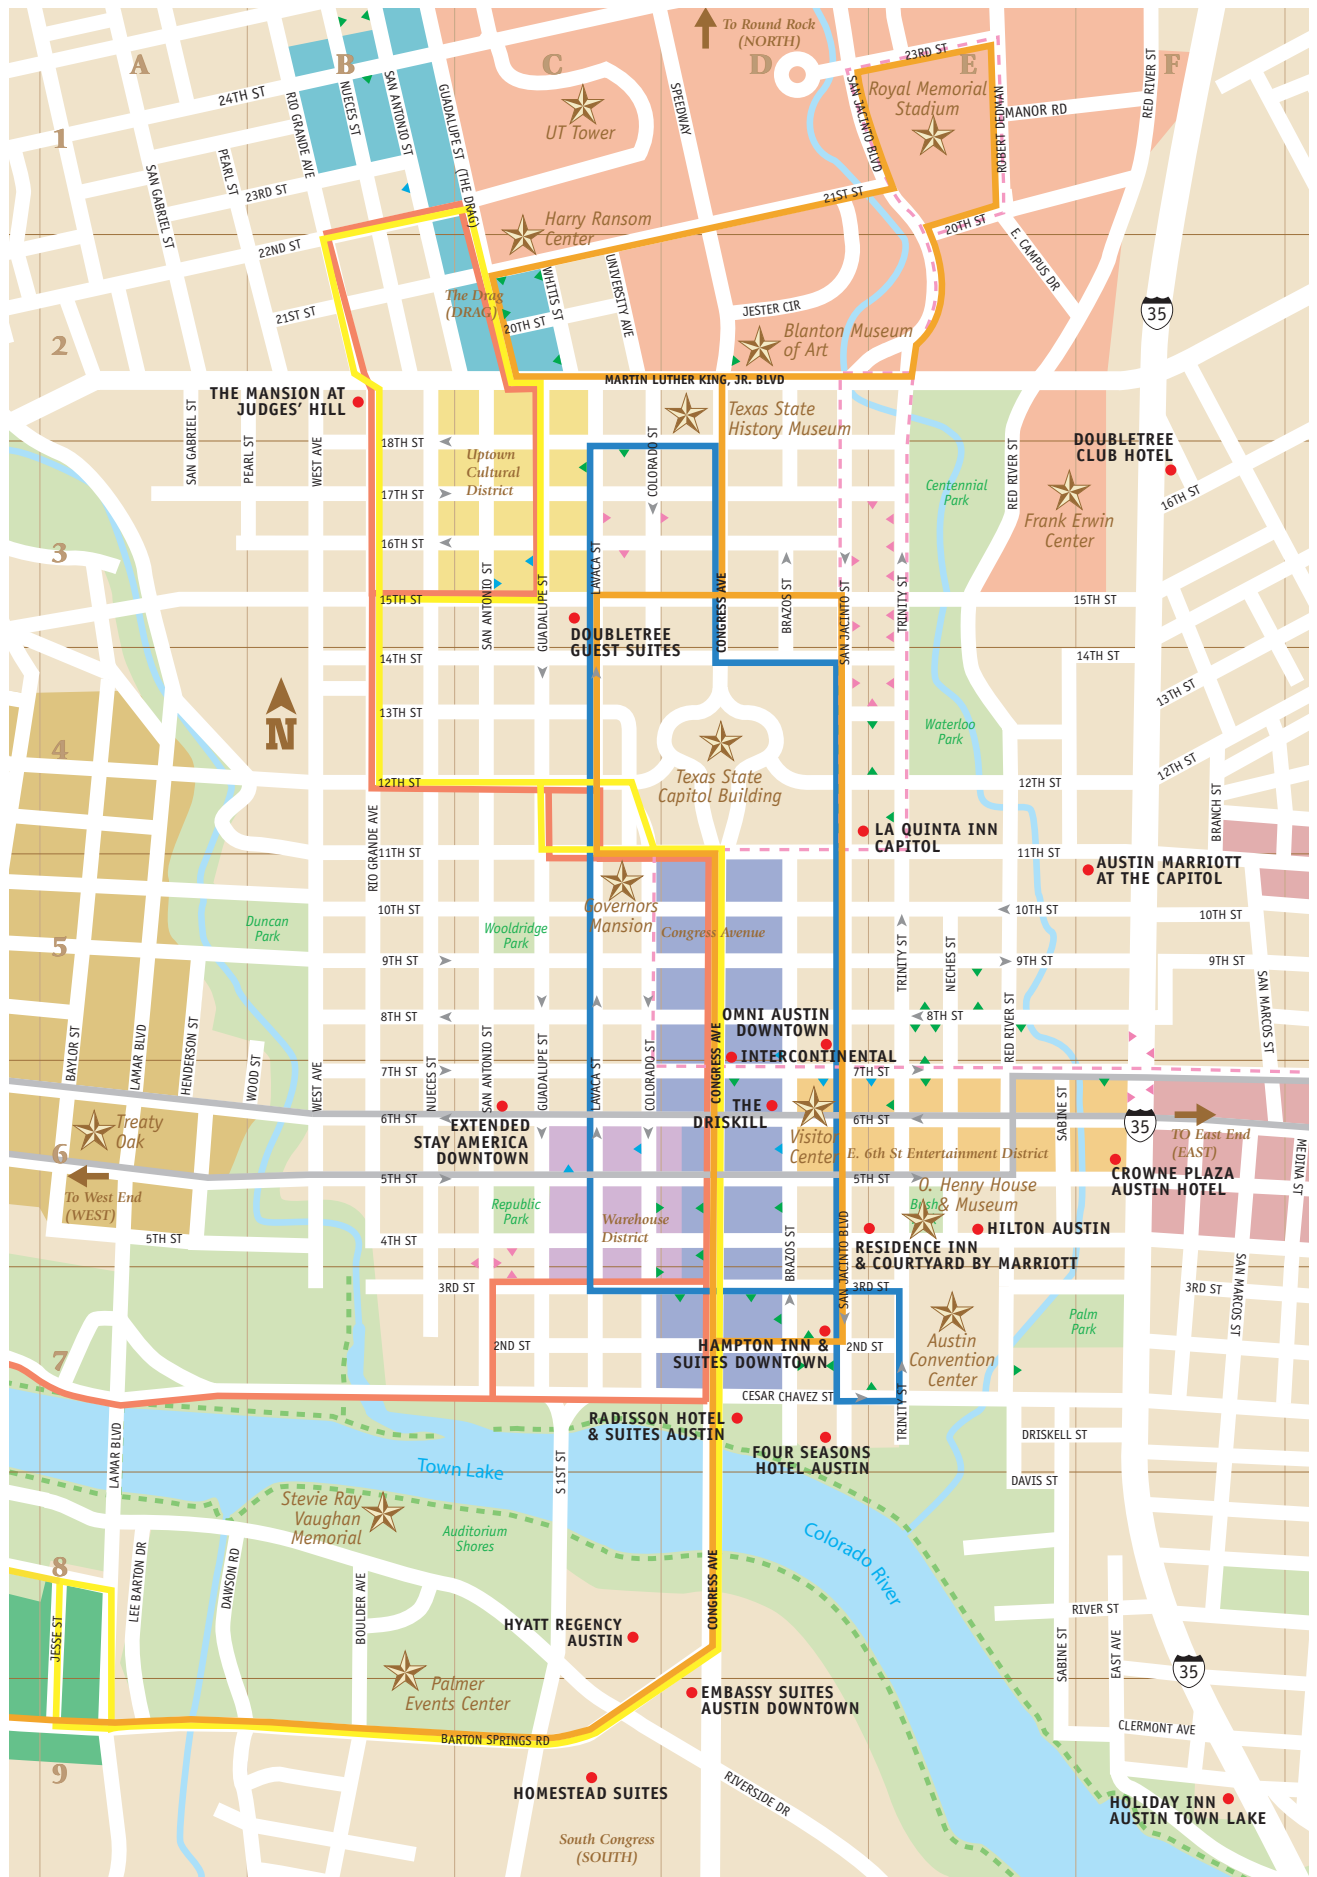 To Round Rock
(NORTH)
A
B
C
D
E
F
23RD ST
24TH ST
RIO GRANDE AVE
NUECES ST
SAN ANTONIO ST
GUADALUPE ST
(THE DRAG)
SPEEDWAY
SAN JACINTO BLVD
Royal Memorial
Stadium
ROBERT DEDMAN
MANOR RD
RED RIVER ST
UT Tower
1
SAN GABRIEL ST
PEARL ST
23RD ST
21ST ST
20TH ST
Harry Ransom
Center
22ND ST
E. CAMPUS DR
WHITIS ST
UNIVERSITY AVE
The Drag
(DRAG)
21ST ST
20TH ST
JESTER CIR
35
Blanton Museum
of Art
2
MARTIN LUTHER KING, JR. BLVD
THE MANSION AT
JUDGES' HILL
Texas State
History Museum
SAN GABRIEL ST
PEARL ST
WEST AVE
18TH ST
COLORADO ST
RED RIVER ST
DOUBLETREE
CLUB HOTEL
Uptown
Cultural
District
Centennial
Park
17TH ST
16TH ST
Frank Erwin
Center
16TH ST
3
SAN ANTONIO ST
GUADALUPE ST
LAVACA ST
CONGRESS AVE
BRAZOS ST
SAN JACINTO ST
TRINITY ST
15TH ST
15TH ST
DOUBLETREE
GUEST SUITES
14TH ST
14TH ST
13TH ST
N
13TH ST
Waterloo
Park
4
Texas State
Capitol Building
12TH ST
12TH ST
12TH ST
BRANCH ST
RIO GRANDE AVE
LA QUINTA INN
CAPITOL
11TH ST
11TH ST
AUSTIN MARRIOTT
AT THE CAPITOL
Governors
Mansion
10TH ST
10TH ST
10TH ST
Duncan
Park
Wooldridge
Park
Congress Avenue
5
9TH ST
TRINITY ST
NECHES ST
9TH ST
9TH ST
SAN MARCOS ST
OMNI AUSTIN
DOWNTOWN
8TH ST
8TH ST
RED RIVER ST
BAYLOR ST
LAMAR BLVD
HENDERSON ST
WOOD ST
WEST AVE
NUECES ST
SAN ANTONIO ST
GUADALUPE ST
LAVACA ST
COLORADO ST
CONGRESS AVE
INTERCONTINENTAL
7TH ST
7TH ST
THE
DRISKILL
SABINE ST
35
Treaty
Oak
6TH ST
6TH ST
EXTENDED
STAY AMERICA
DOWNTOWN
Visitor
Center
E. 6th St Entertainment District
TO East End
(EAST)
MEDINA ST
6
5TH ST
5TH ST
CROWNE PLAZA
AUSTIN HOTEL
To West End
(WEST)
O. Henry House
& Museum
Brush
Republic
Park
Warehouse
District
5TH ST
4TH ST
BRAZOS ST
SAN JACINTO BLVD
HILTON AUSTIN
RESIDENCE INN
& COURTYARD BY MARRIOTT
SAN MARCOS ST
3RD ST
3RD ST
3RD ST
Palm
Park
Austin
Convention
Center
2ND ST
HAMPTON INN &
SUITES DOWNTOWN
2ND ST
7
CESAR CHAVEZ ST
TRINITY ST
RADISSON HOTEL
& SUITES AUSTIN
LAMAR BLVD
DRISKELL ST
FOUR SEASONS
HOTEL AUSTIN
Town Lake
S 1ST ST
DAVIS ST
Stevie Ray
Vaughan
Memorial
Auditorium
Shores
Colorado River
8
LEE BARTON DR
DAWSON RD
BOULDER AVE
JESSE ST
CONGRESS AVE
HYATT REGENCY
AUSTIN
RIVER ST
SABINE ST
EAST AVE
35
Palmer
Events Center
EMBASSY SUITES
AUSTIN DOWNTOWN
CLERMONT AVE
BARTON SPRINGS RD
9
HOMESTEAD SUITES
RIVERSIDE DR
HOLIDAY INN
AUSTIN TOWN LAKE
South Congress
(SOUTH)